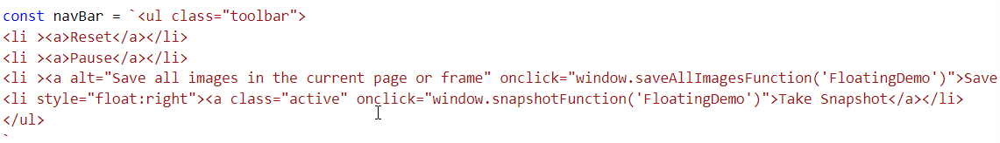 const navBar = `<ul class="toolbar">
<li ><a>Reset</a></li>
<li ><a>Pause</a></li>
<li ><a alt="Save all images in the current page or frame" onclick="window.saveAllImagesFunction('FloatingDemo')">Save
<li style="float:right"><a class="active" onclick="window.snapshotFunction('FloatingDemo')">Take Snapshot</a></li>
</ul>
`